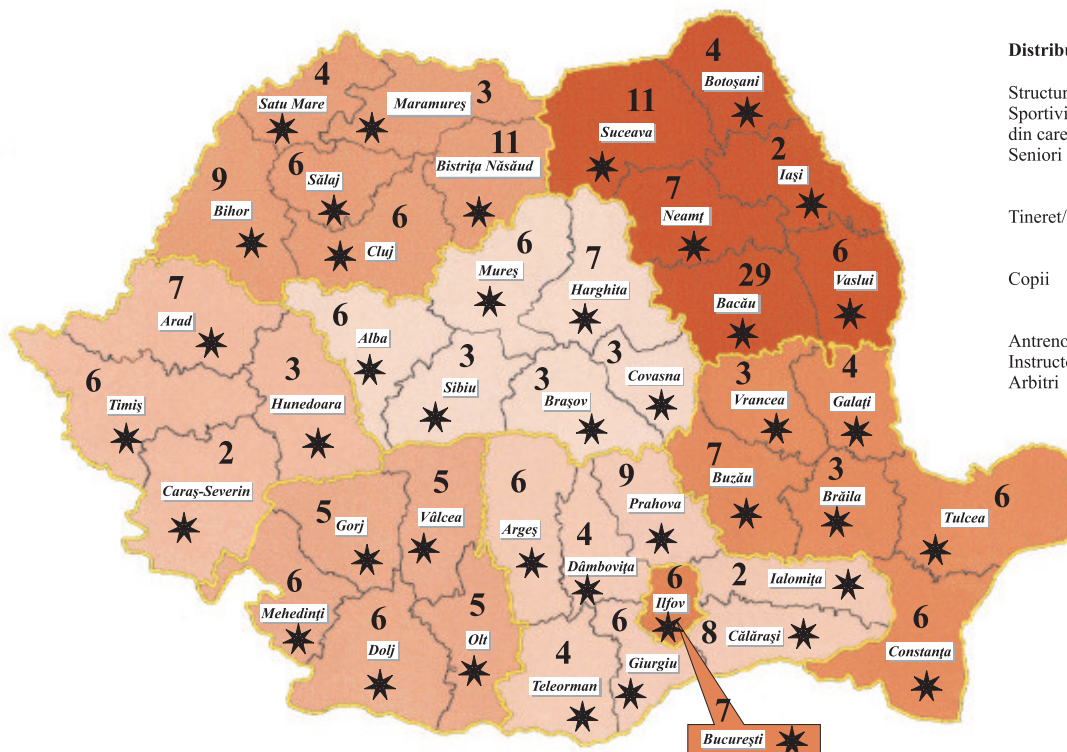 4
Satu Mare
3
Maramureş
11
Bistriţa Năsăud
6
Sălaj
9
Bihor
6
Cluj
11
Suceava
4
Botoşani
2
Iaşi
7
Neamţ
29
Bacău
6
Vaslui
6
Mureş
7
Harghita
6
Alba
3
Sibiu
3
Braşov
3
Covasna
7
Arad
6
Timiş
3
Hunedoara
2
Caraş-Severin
3
Vrancea
4
Galaţi
7
Buzău
3
Brăila
6
Tulcea
6
Constanţa
5
Gorj
5
Vâlcea
6
Mehedinţi
6
Dolj
5
Olt
6
Argeş
4
Dâmboviţa
9
Prahova
4
Teleorman
6
Giurgiu
2
Ialomiţa
8
Călăraşi
6
Ilfov
7
Bucureşti
Distribu
Structur
Sportivi
din care
Seniori
Tineret/
Copii
Antreno
Instructo
Arbitri